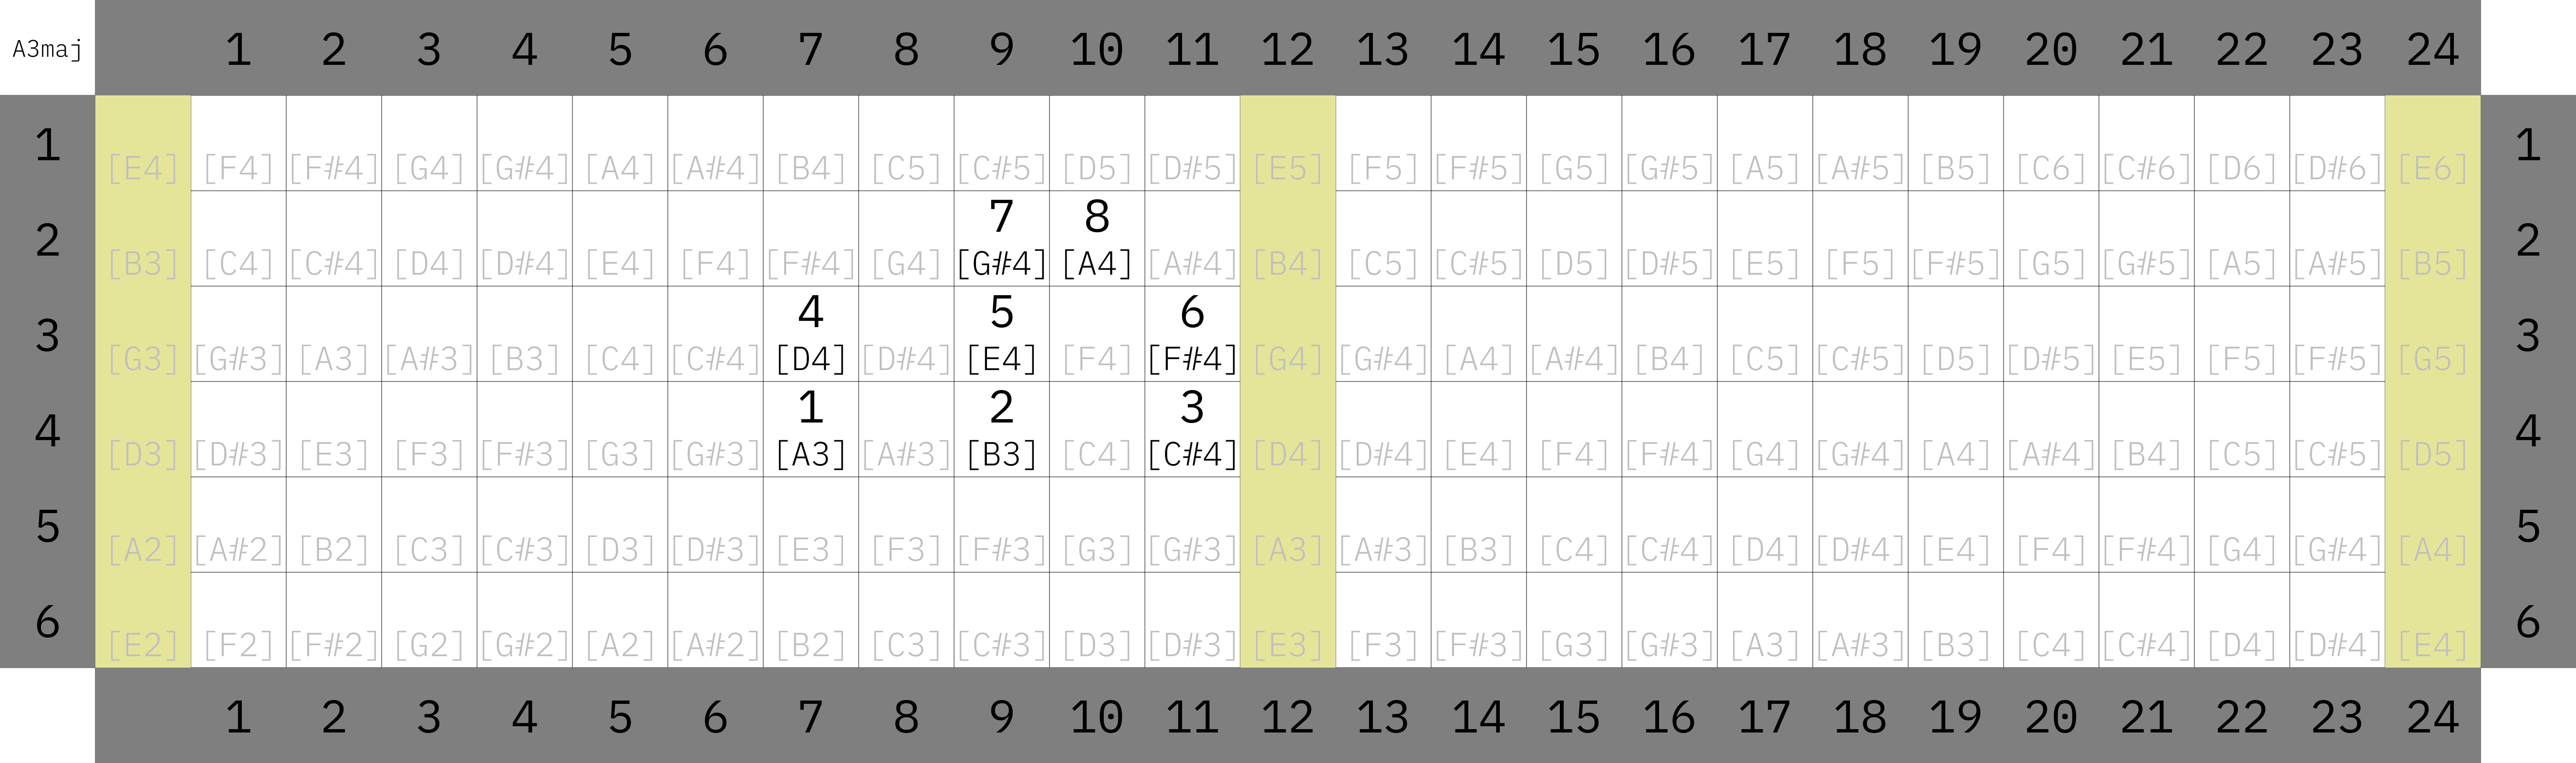 A3maj 1 2 3 4 5 6 7 8 9 10 11 12 13 14 15 16 17 18 19 20 21 22 23 24
1 1
[E4] [F4] [F#4] [G4] [G#4] [A4] [A#4] [B4] [C5] [C#5] [D5] [D#5] [E5] [F5] [F#5] [G5] [G#5] [A5] [A#5] [B5] [C6] [C#6] [D6] [D#6] [E6]
2 7 8 2
[B3] [C4] [C#4] [D4] [D#4] [E4] [F4] [F#4] [G4] [G#4] [A4] [A#4] [B4] [C5] [C#5] [D5] [D#5] [E5] [F5] [F#5] [G5] [G#5] [A5] [A#5] [B5]
3 4 5 6 3
[G3] [G#3] [A3] [A#3] [B3] [C4] [C#4] [D4] [D#4] [E4] [F4] [F#4] [G4] [G#4] [A4] [A#4] [B4] [C5] [C#5] [D5] [D#5] [E5] [F5] [F#5] [G5]
4 1 2 3 4
[D3] [D#3] [E3] [F3] [F#3] [G3] [G#3] [A3] [A#3] [B3] [C4] [C#4] [D4] [D#4] [E4] [F4] [F#4] [G4] [G#4] [A4] [A#4] [B4] [C5] [C#5] [D5]
5 5
[A2] [A#2] [B2] [C3] [C#3] [D3] [D#3] [E3] [F3] [F#3] [G3 [G#3] [A3] [A#3] [B3] [C4] [C#4] [D4] [D#4] [E4] [F4] [F#4] [G4] [G#4] [A4]
6 6
[E2] [F2] [F#2] [G2] [G#2] [A2] [A#2] [B2] [C3] [C#3] [D3] [D#3] [E3] [F3] [F#3] [G3] [G#3] [A3] [A#3] [B3] [C4] [C#4] [D4] [D#4] [E4]
1 2 3 4 5 6 7 8 9 10 11 12 13 14 15 16 17 18 19 20 21 22 23 24